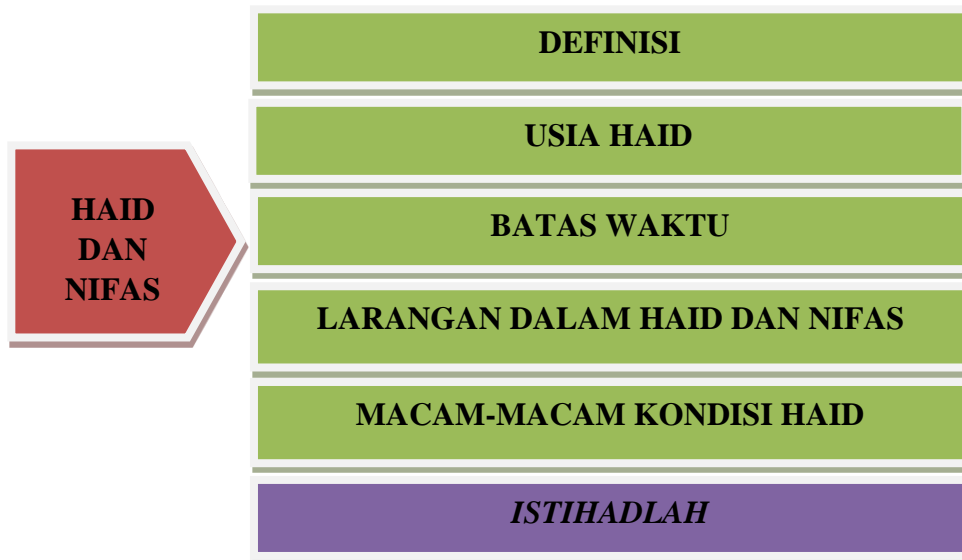 HAID
DAN
NIFAS
DEFINISI
USIA HAID
BATAS WAKTU
LARANGAN DALAM HAID DAN NIFAS
MACAM-MACAM KONDISI HAID
ISTIHADLAH